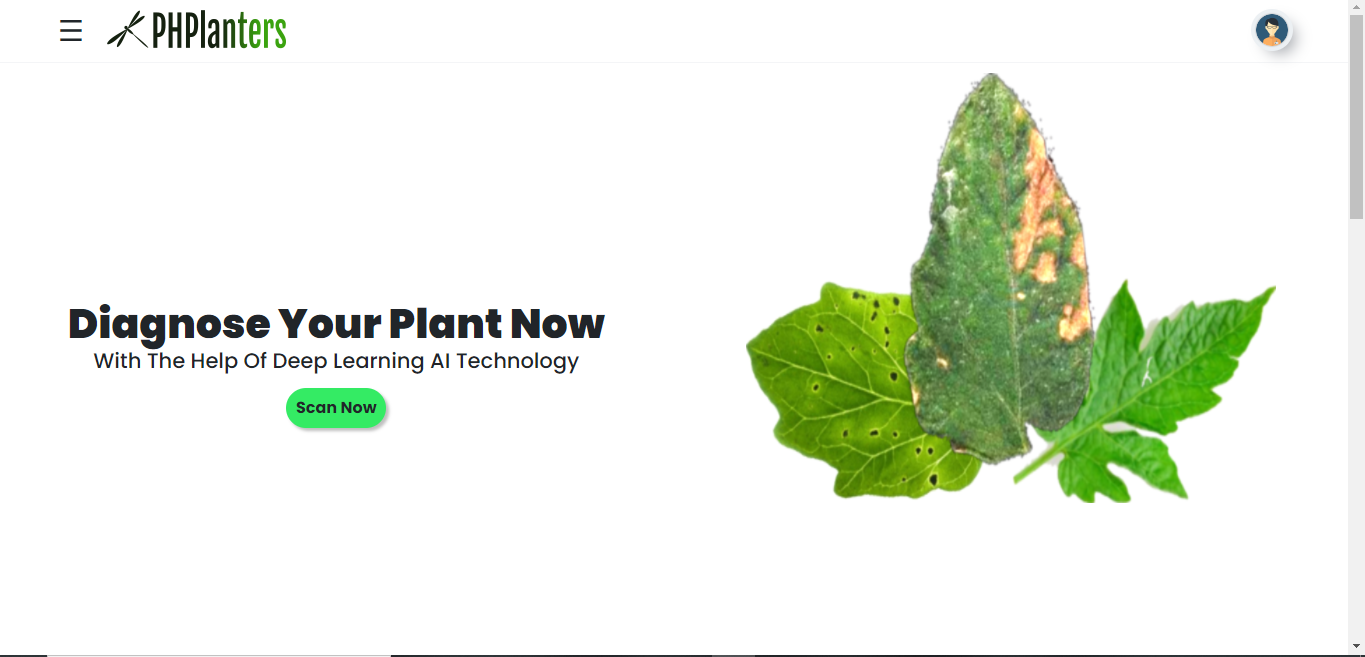 PHPlanters
Diagnose Your Plant Now
With The Help Of Deep Learning AI Technology
Scan Now